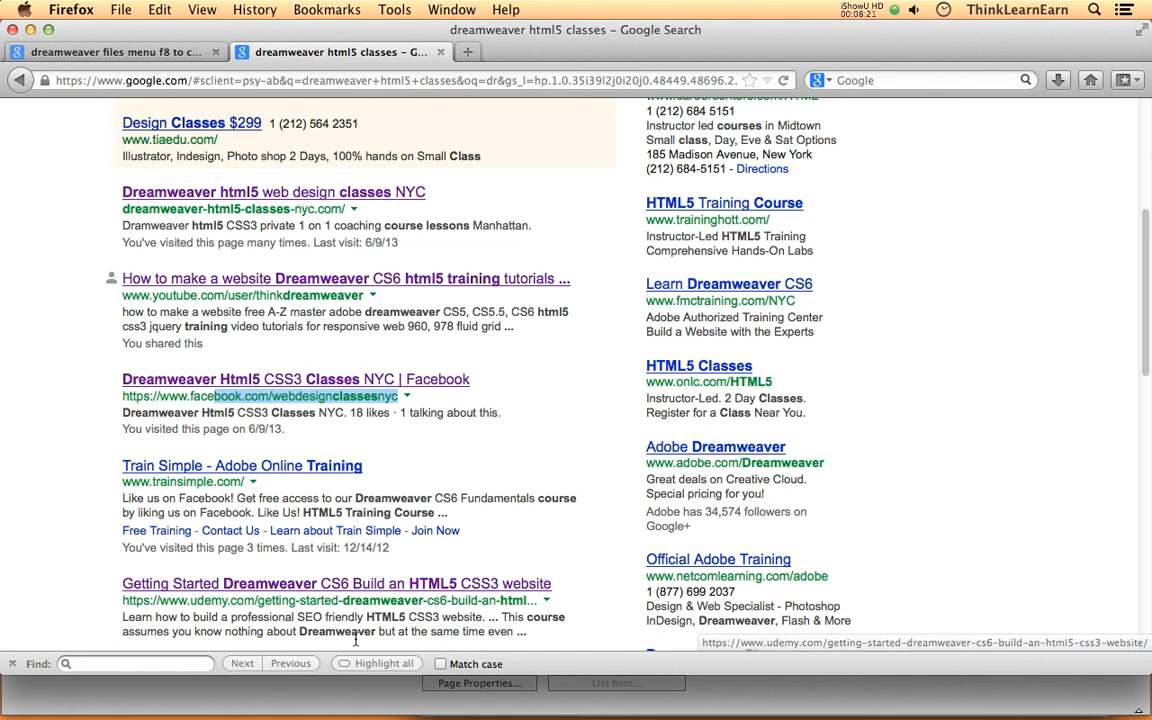 Firefox File Edit View History Bookmarks Tools Window Help
iShowU HD
00:08:21
ThinkLearnEarn
dreamweaver html5 classes – Google Search
dreamweaver files menu f8 to c...
dreamweaver html5 classes – G...
https://www.google.com/#sclient=psy-ab&q=dreamweaver+html5+classes&oq=dr&gs_l=hp.1.0.35i39l2j0i20j0.48449.48696.2.
Google
Design Classes $299 1 (212) 564 2351
www.tiaedu.com/
Illustrator, Indesign, Photo shop 2 Days, 100% hands on Small Class
Dreamweaver html5 web design classes NYC
dreamweaver-html5-classes-nyc.com/
Dramweaver html5 CSS3 private 1 on 1 coaching course lessons Manhattan.
You've visited this page many times. Last visit: 6/9/13
How to make a website Dreamweaver CS6 html5 training tutorials ...
www.youtube.com/user/thinkdreamweaver
how to make a website free A-Z master adobe dreamweaver CS5, CS5.5, CS6 html5
css3 jquery training video tutorials for responsive web 960, 978 fluid grid ...
You shared this
Dreamweaver Html5 CSS3 Classes NYC | Facebook
https://www.facebook.com/webdesignclassesnyc
Dreamweaver Html5 CSS3 Classes NYC. 18 likes · 1 talking about this.
You visited this page on 6/9/13.
Train Simple - Adobe Online Training
www.trainsimple.com/
Like us on Facebook! Get free access to our Dreamweaver CS6 Fundamentals course
by liking us on Facebook. Like Us! HTML5 Training Course ...
Free Training - Contact Us - Learn about Train Simple - Join Now
You've visited this page 3 times. Last visit: 12/14/12
Getting Started Dreamweaver CS6 Build an HTML5 CSS3 website
https://www.udemy.com/getting-started-dreamweaver-cs6-build-an-html...
Learn how to build a professional SEO friendly HTML5 CSS3 website. ... This course
assumes you know nothing about Dreamweaver but at the same time even ...
1 (212) 684 5151
Instructor led courses in Midtown
Small class, Day, Eve & Sat Options
185 Madison Avenue, New York
(212) 684-5151 - Directions
HTML5 Training Course
www.traininghott.com/
Instructor-Led HTML5 Training
Comprehensive Hands-On Labs
Learn Dreamweaver CS6
www.fmctraining.com/NYC
Adobe Authorized Training Center
Build a Website with the Experts
HTML5 Classes
www.onlc.com/HTML5
Instructor-Led. 2 Day Classes.
Register for a Class Near You.
Adobe Dreamweaver
www.adobe.com/Dreamweaver
Great deals on Creative Cloud.
Special pricing for you!
Adobe has 34,574 followers on
Google+
Official Adobe Training
www.netcomlearning.com/adobe
1 (877) 699 2037
Design & Web Specialist - Photoshop
InDesign, Dreamweaver, Flash & More
https://www.udemy.com/getting-started-dreamweaver-cs6-build-an-html5-css3-website/
Find: Next Previous Highlight all Match case
Page Properties... List Item...